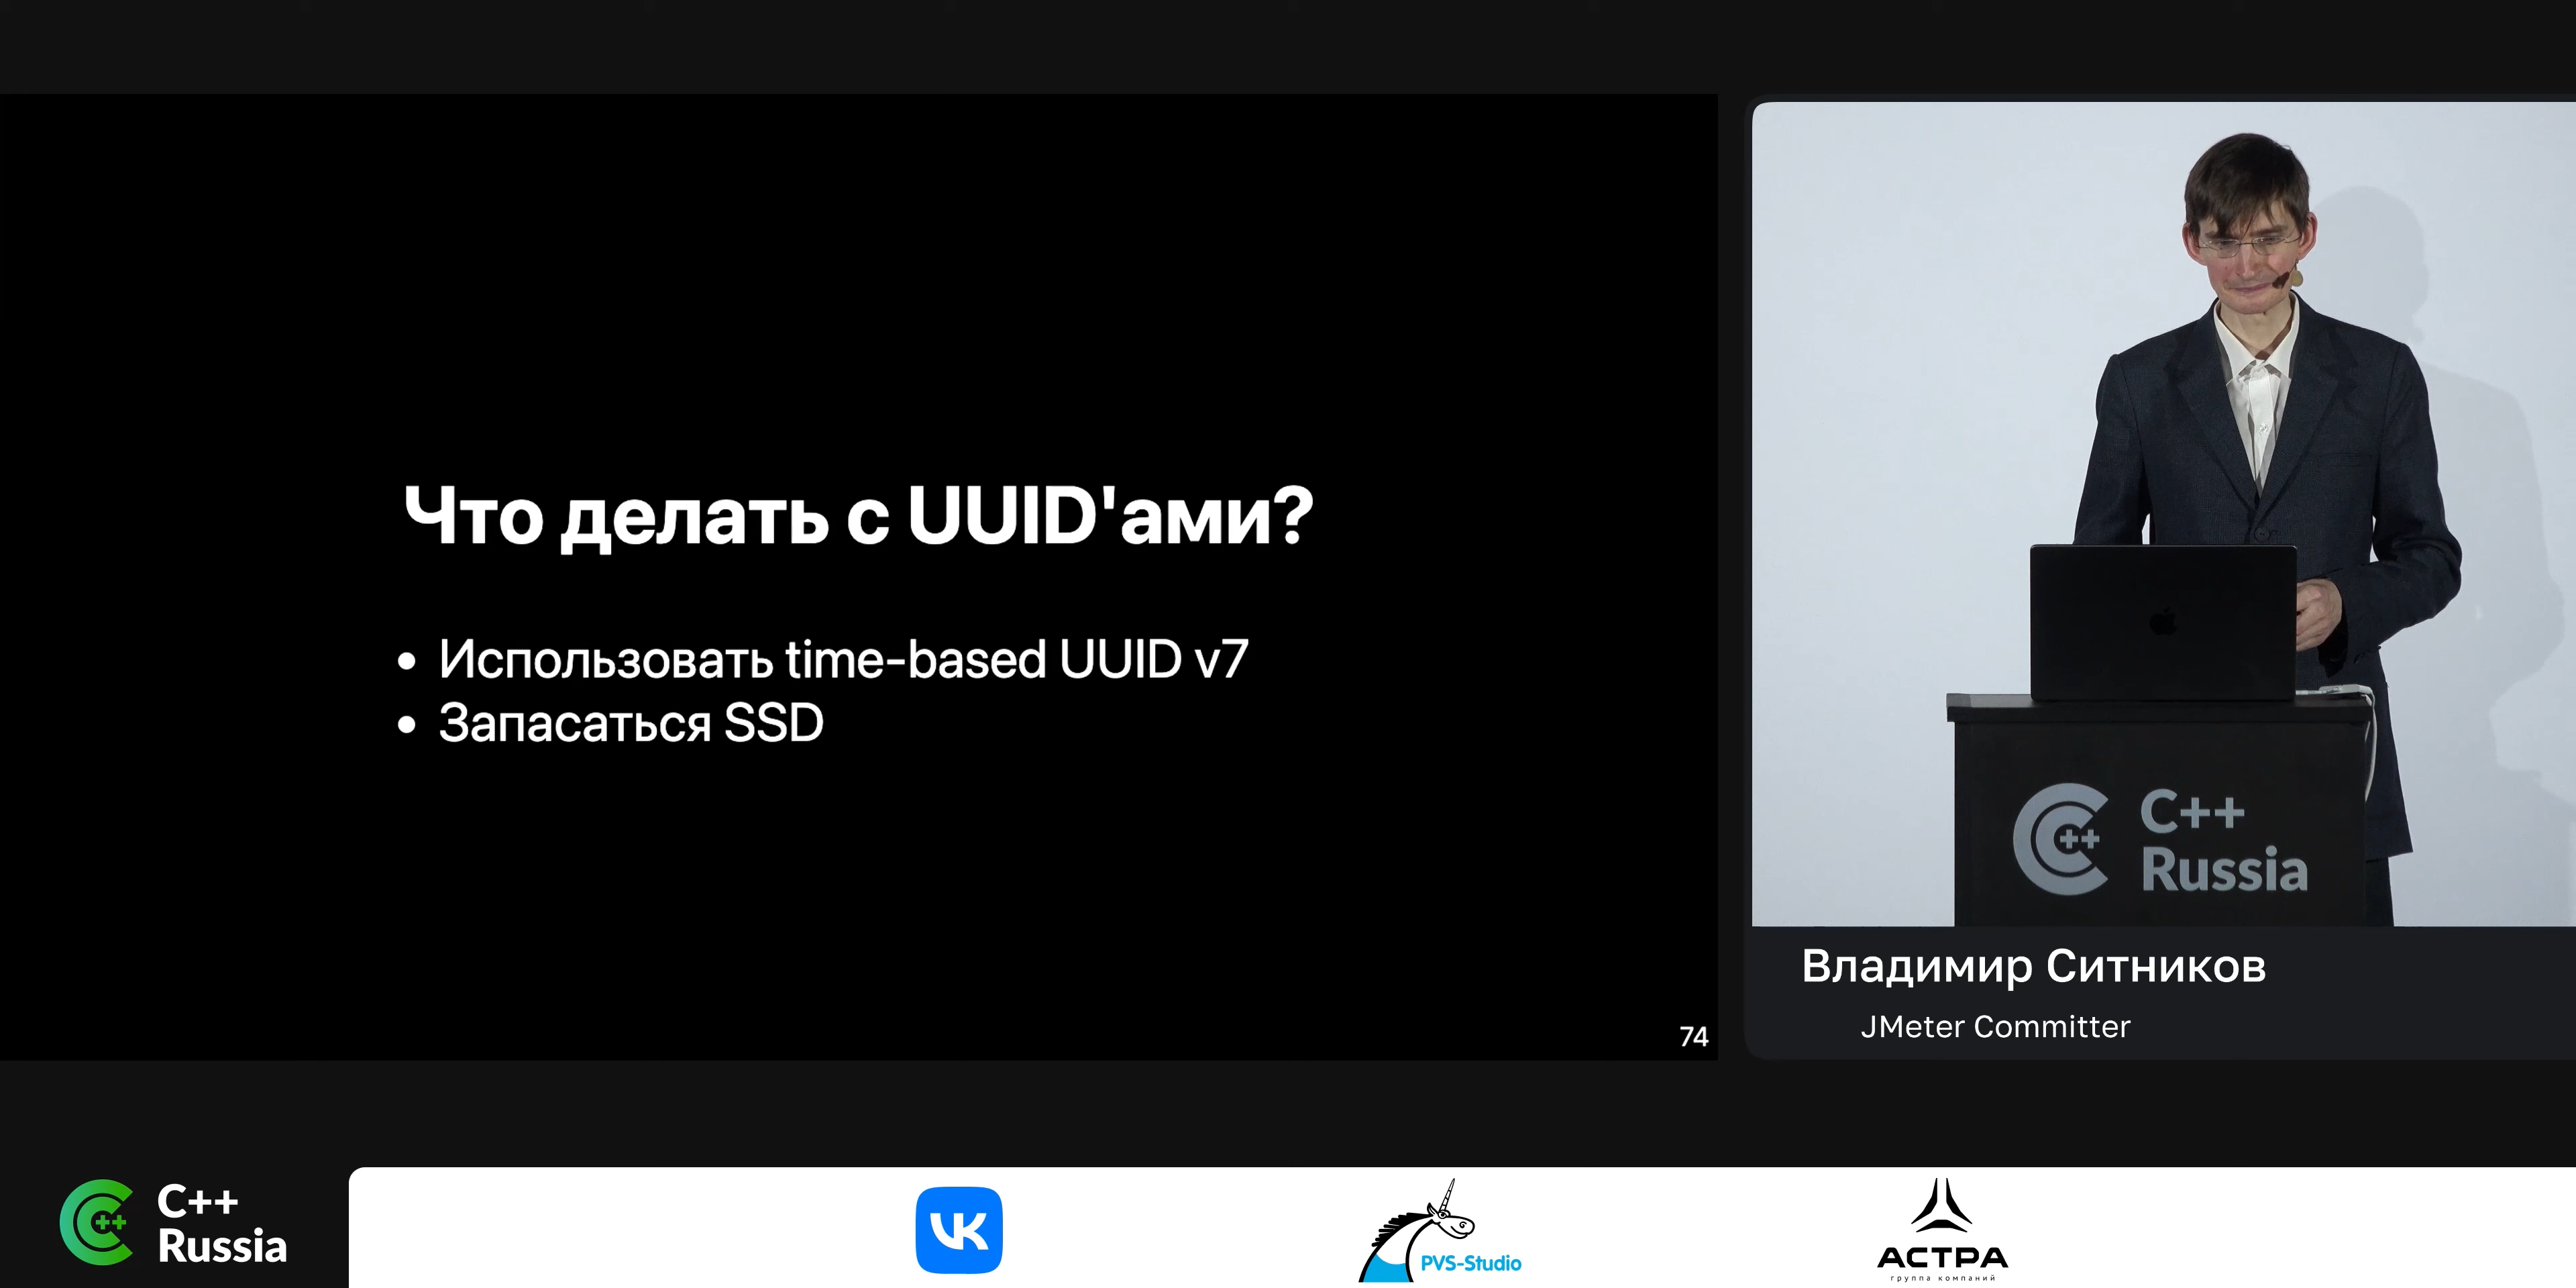 Что делать с UUID'ами?
• Использовать time-based UUID v7
• Запасаться SSD
74
C++
Russia
Владимир Ситников
JMeter Committer
C++
Russia
VK
PVS-Studio
АСТРА
группа компаний